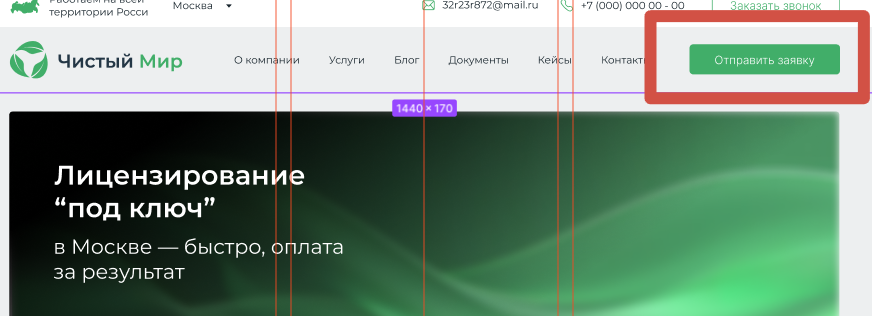 Работаем на всей
территории Росси
Москва
32r23r872@mail.ru
+7 (000) 000 00 - 00
Заказать звонок
Чистый Мир
О компании
Услуги
Блог
Документы
Кейсы
Контакты
Отправить заявку
1440 × 170
Лицензирование
“под ключ”
в Москве — быстро, оплата
за результат